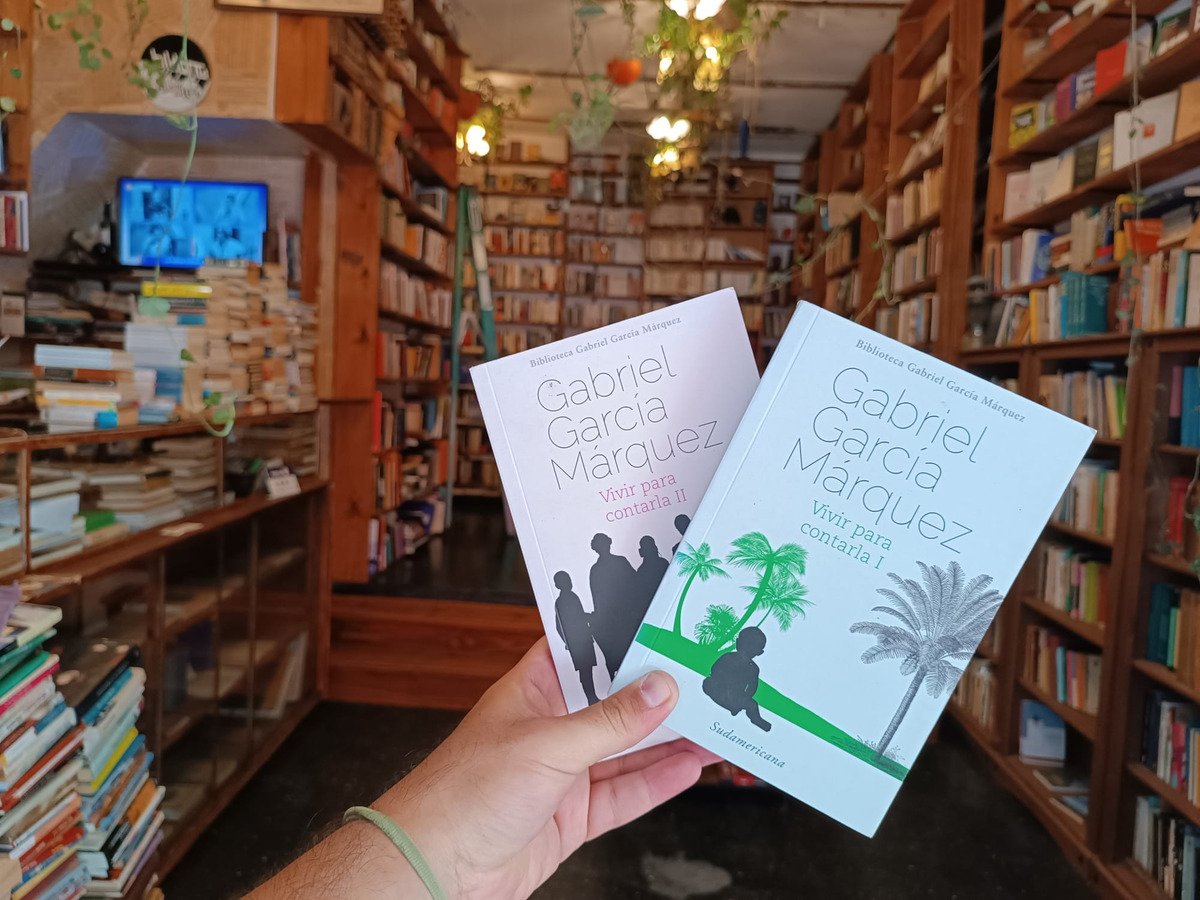 Biblioteca Gabriel García Márquez
Gabriel
García
Márquez
Vivir para
contarla II
Biblioteca Gabriel García Márquez
Gabriel
García
Márquez
Vivir para
contarla I
Sudamericana